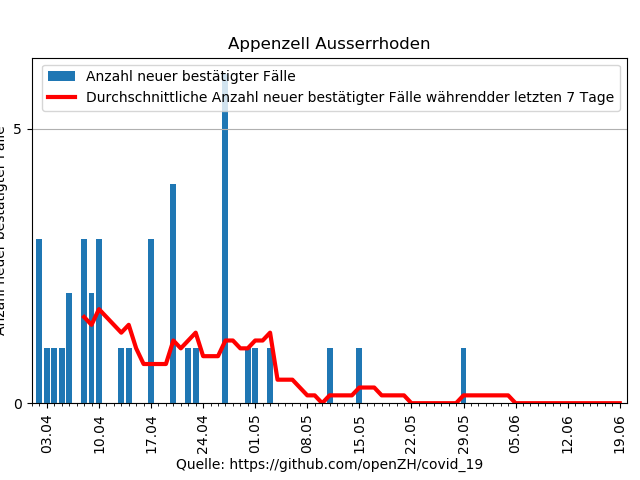 Appenzell Ausserrhoden
Anzahl neuer bestätigter Fälle
Durchschnittliche Anzahl neuer bestätigter Fälle währendder letzten 7 Tage
Anzahl neuer bestätigter Fälle
5
0
03.04
10.04
17.04
24.04
01.05
08.05
15.05
22.05
29.05
05.06
12.06
19.06
Quelle: https://github.com/openZH/covid_19